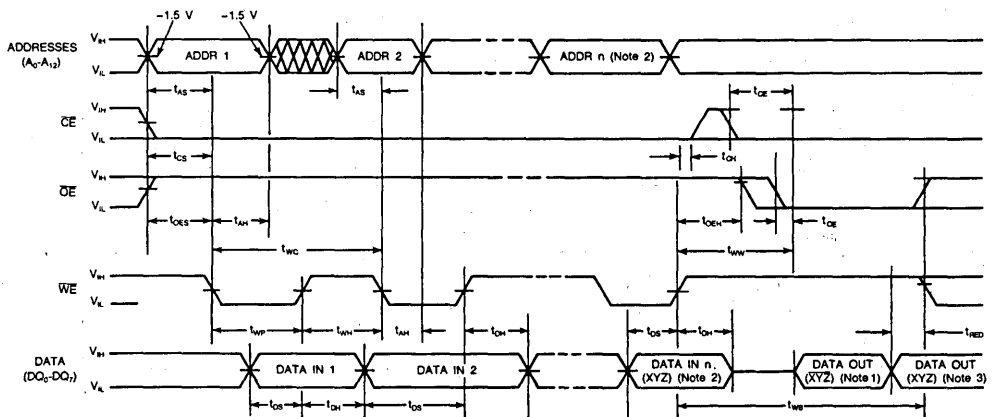 -1.5 V -1.5 V
ADDRESSES
(A0-A12)
VIH
VIL
ADDR 1 ADDR 2 ADDR n (Note 2)
tAS tAS tCE
CE
VIH
VIL
tCS tCH
OE
VIH
VIL
tOES tAH tOEH tOE
tWC tWW
WE
VIH
VIL
tWP tWH tAH tDH tDS tDH tRED
DATA
(DQ0-DQ7)
VIH
VIL
DATA IN 1 DATA IN 2
DATA IN n,
(XYZ) (Note 2)
DATA OUT
(XYZ) (Note 1)
DATA OUT
(XYZ) (Note 3)
tDS tDH tDS tWB